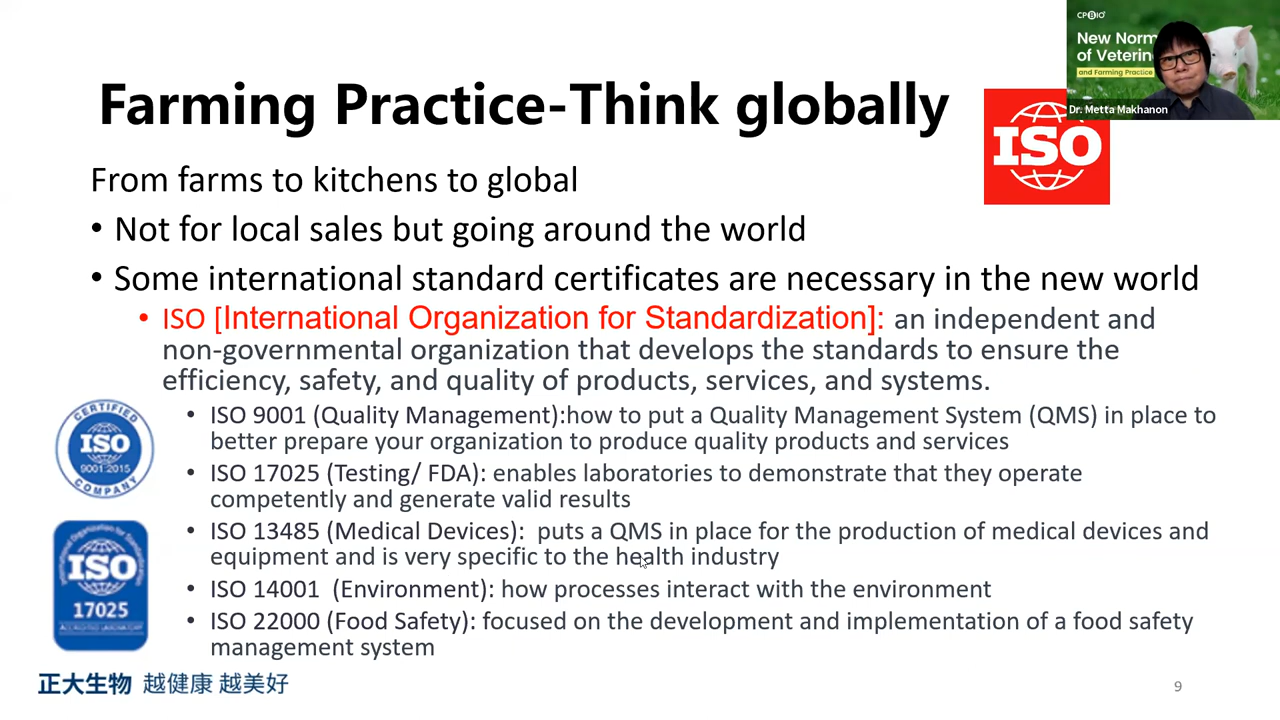 CPBIO
New Norm
of Veterin
and Farming Practice
Dr. Metta Makhanon
Farming Practice-Think globally
ISO
From farms to kitchens to global
• Not for local sales but going around the world
• Some international standard certificates are necessary in the new world
• ISO [International Organization for Standardization]: an independent and
non-governmental organization that develops the standards to ensure the
efficiency, safety, and quality of products, services, and systems.
CERTIFIED
ISO
9001:2015
COMPANY
• ISO 9001 (Quality Management):how to put a Quality Management System (QMS) in place to
better prepare your organization to produce quality products and services
• ISO 17025 (Testing/ FDA): enables laboratories to demonstrate that they operate
competently and generate valid results
• ISO 13485 (Medical Devices): puts a QMS in place for the production of medical devices and
equipment and is very specific to the health industry
• ISO 14001 (Environment): how processes interact with the environment
• ISO 22000 (Food Safety): focused on the development and implementation of a food safety
management system
International Organization for Standardization
ISO
17025
ACCREDITED LABORATORY
正大生物 越健康 越美好
9